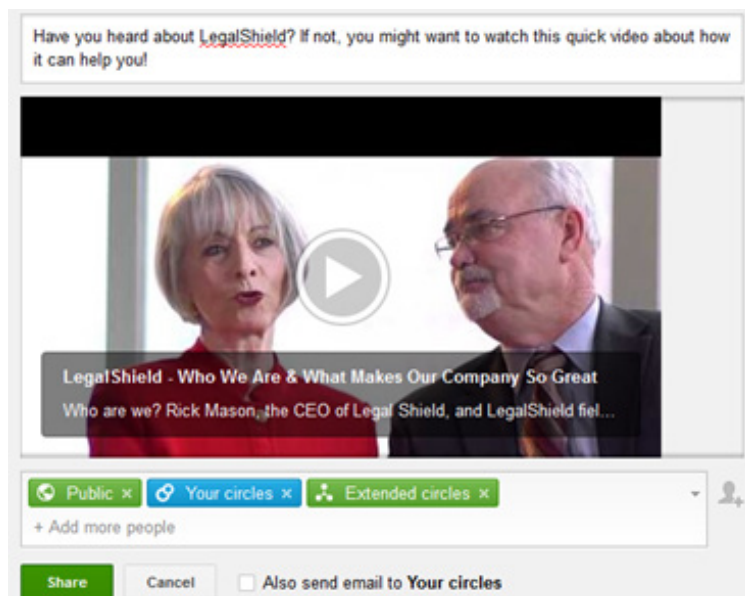 Have you heard about LegalShield? If not, you might want to watch this quick video about how
it can help you!
LegalShield - Who We Are & What Makes Our Company So Great
Who are we? Rick Mason, the CEO of Legal Shield, and LegalShield fiel...
Public × Your circles × Extended circles ×
+ Add more people
Share Cancel Also send email to Your circles